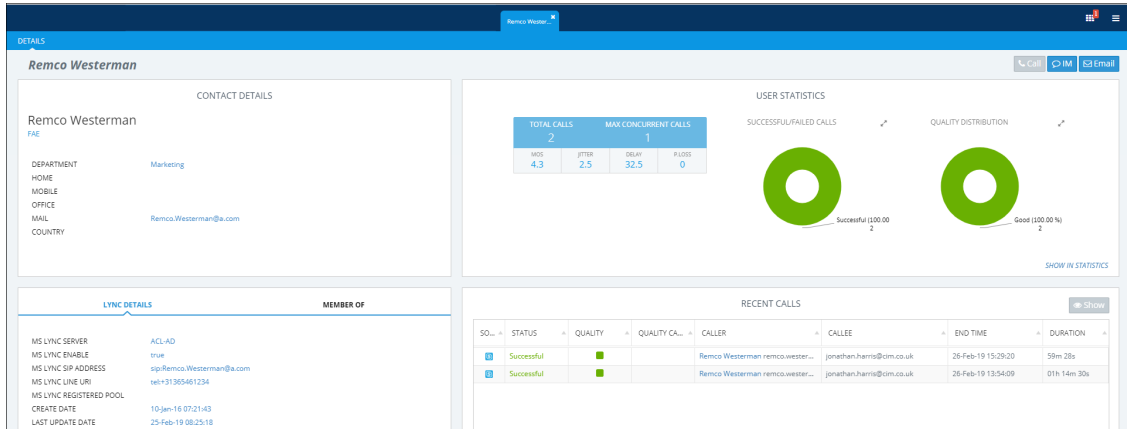 Remco Wester...
1
DETAILS
Remco Westerman
Call
IM
Email
CONTACT DETAILS
Remco Westerman
FAE
DEPARTMENT Marketing
HOME
MOBILE
OFFICE
MAIL Remco.Westerman@a.com
COUNTRY
USER STATISTICS
TOTAL CALLS MAX CONCURRENT CALLS
2 1
MOS JITTER DELAY P.LOSS
4.3 2.5 32.5 0
SUCCESSFUL/FAILED CALLS
Successful (100.00
2
QUALITY DISTRIBUTION
Good (100.00 %)
2
SHOW IN STATISTICS
LYNC DETAILS MEMBER OF
MS LYNC SERVER ACL-AD
MS LYNC ENABLE true
MS LYNC SIP ADDRESS sip:Remco.Westerman@a.com
MS LYNC LINE URI tel:+31365461234
MS LYNC REGISTERED POOL
CREATE DATE 10-Jan-16 07:21:43
LAST UPDATE DATE 25-Feb-19 08:25:18
RECENT CALLS
Show
SO... STATUS QUALITY QUALITY CA... CALLER CALLEE END TIME DURATION
Successful Remco Westerman remco.wester... jonathan.harris@cim.co.uk 26-Feb-19 15:29:20 59m 28s
Successful Remco Westerman remco.wester... jonathan.harris@cim.co.uk 26-Feb-19 13:54:09 01h 14m 30s